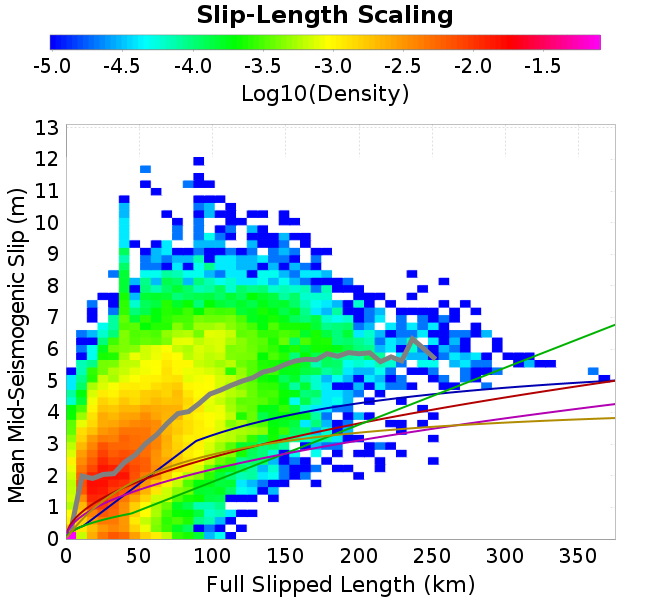 Slip-Length Scaling
-5.0 -4.5 -4.0 -3.5 -3.0 -2.5 -2.0 -1.5
Log10(Density)
13
12
11
10
9
8
7
6
5
4
3
2
1
0
Mean Mid-Seismogenic Slip (m)
0 50 100 150 200 250 300 350
Full Slipped Length (km)